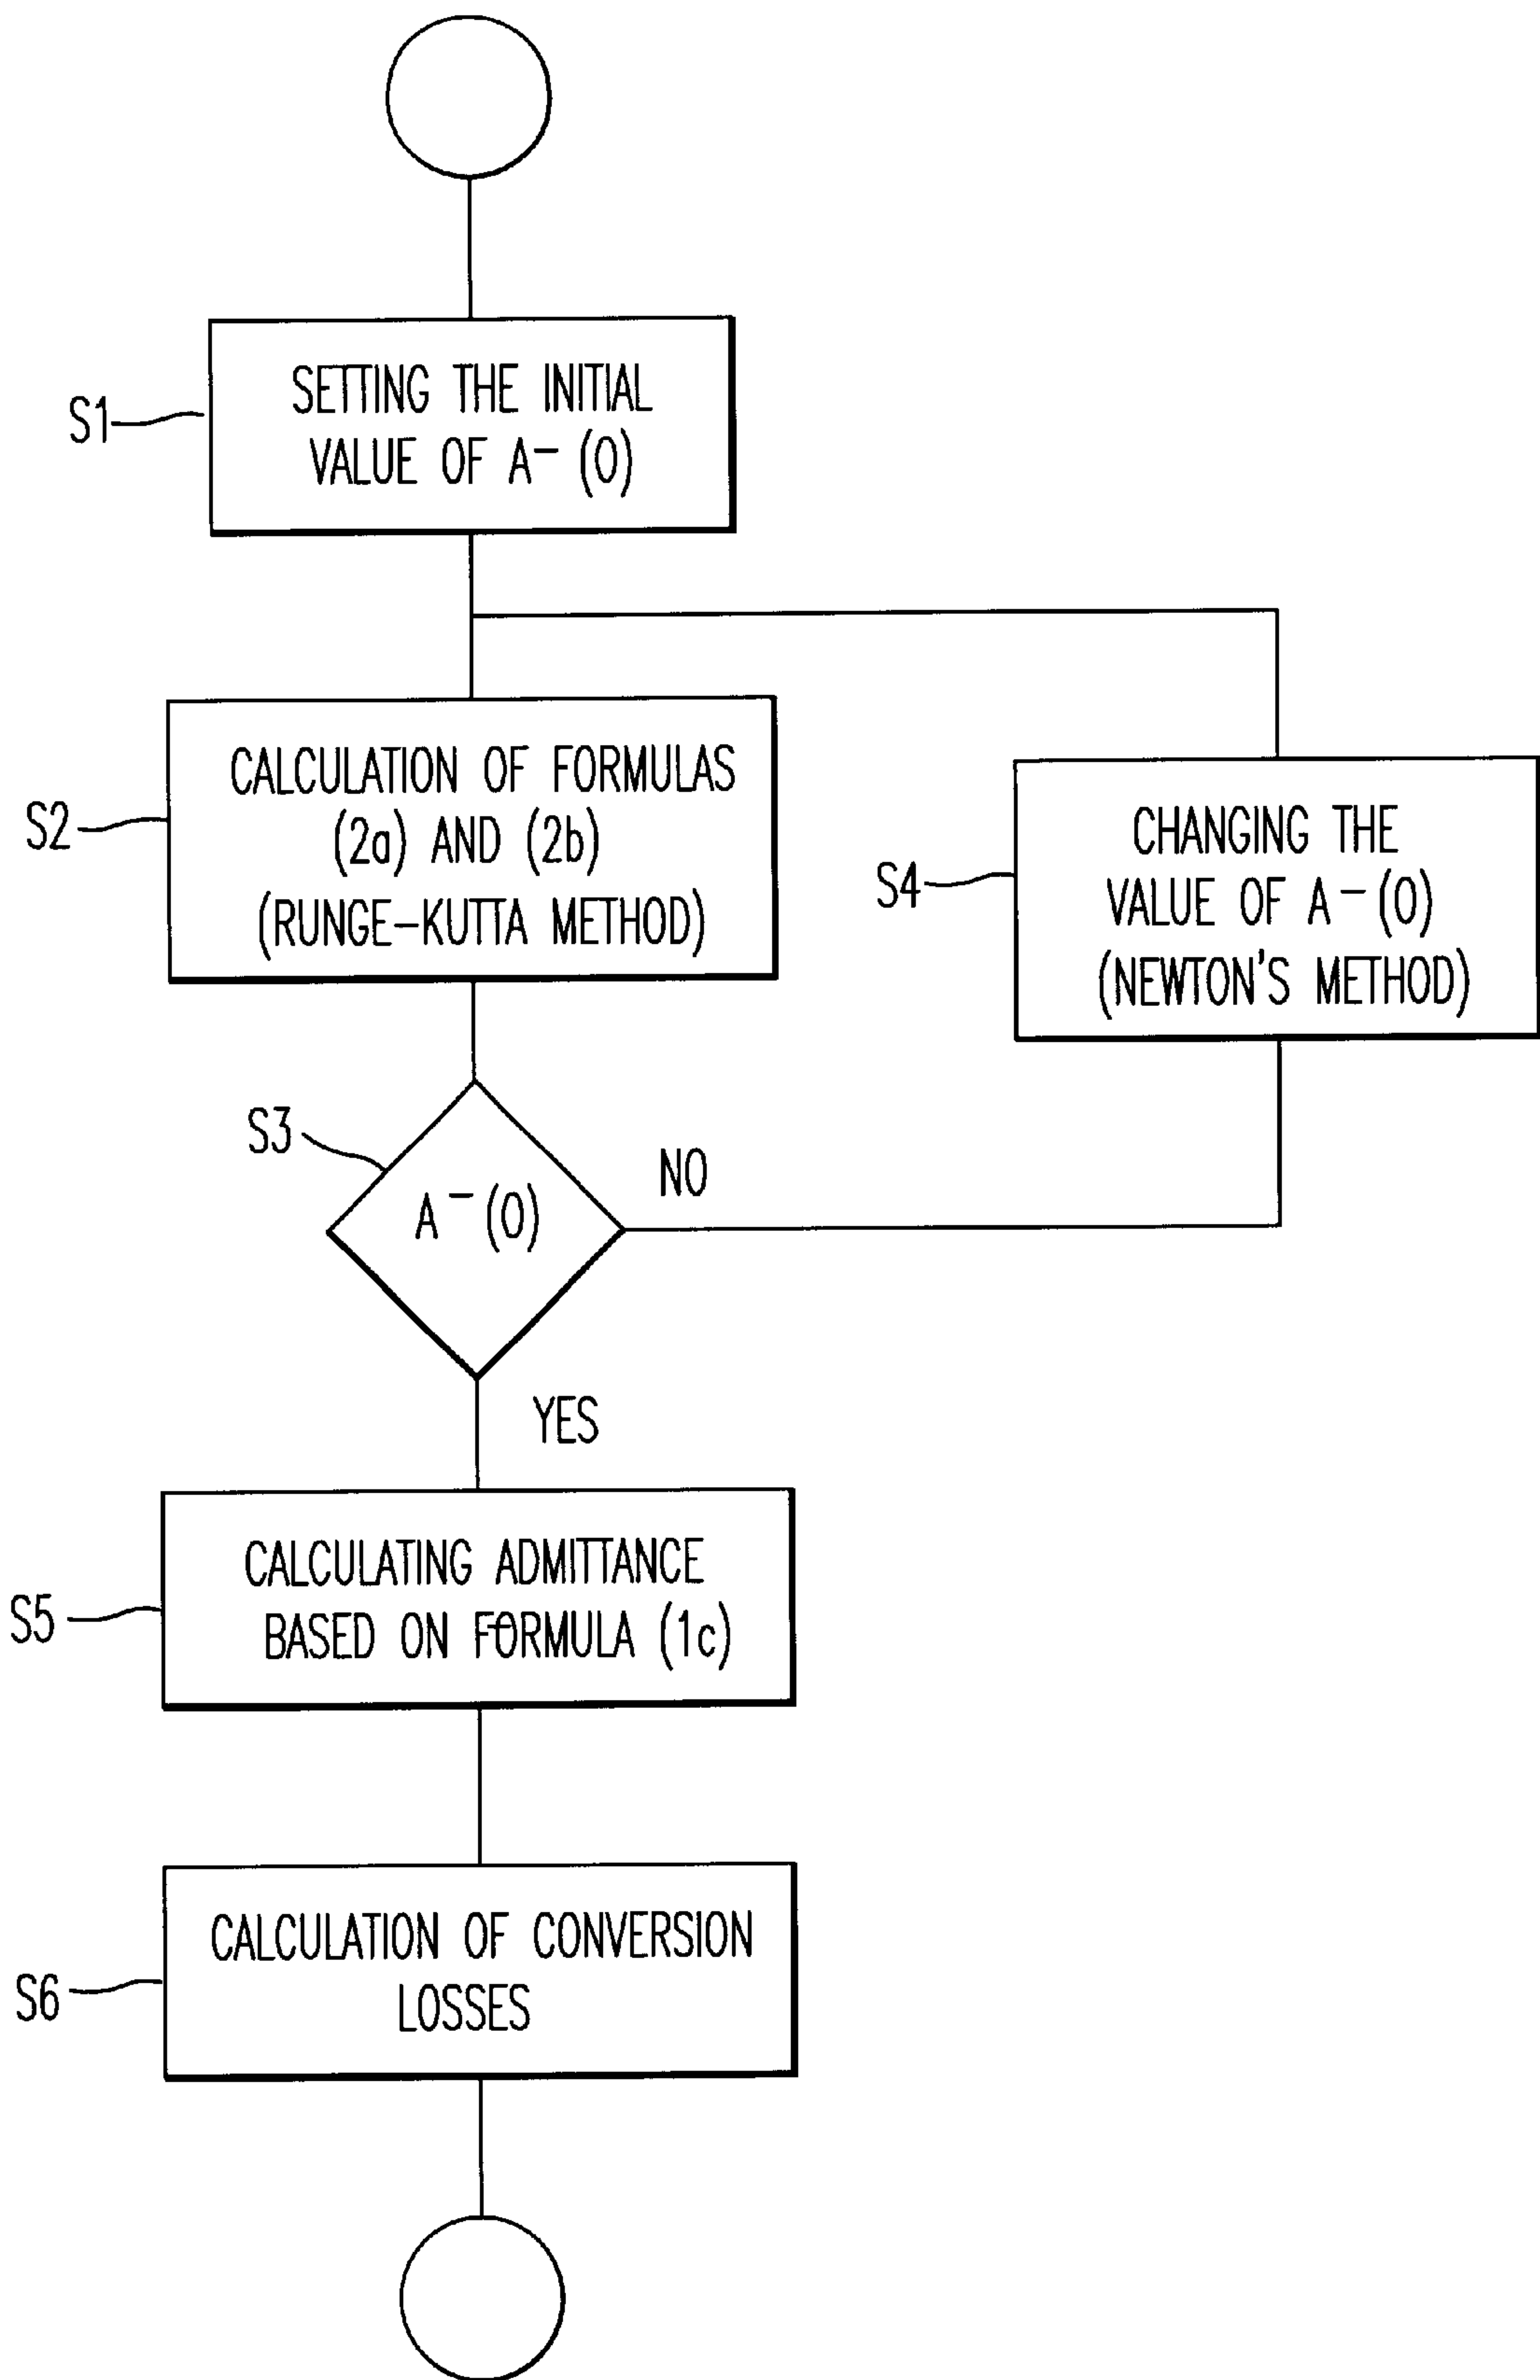 S1
SETTING THE INITIAL
VALUE OF A– (0)
S2
CALCULATION OF FORMULAS
(2a) AND (2b)
(RUNGE–KUTTA METHOD)
S4
CHANGING THE
VALUE OF A–(0)
(NEWTON'S METHOD)
S3
A–(0)
NO
YES
S5
CALCULATING ADMITTANCE
BASED ON FORMULA (1c)
S6
CALCULATION OF CONVERSION
LOSSES